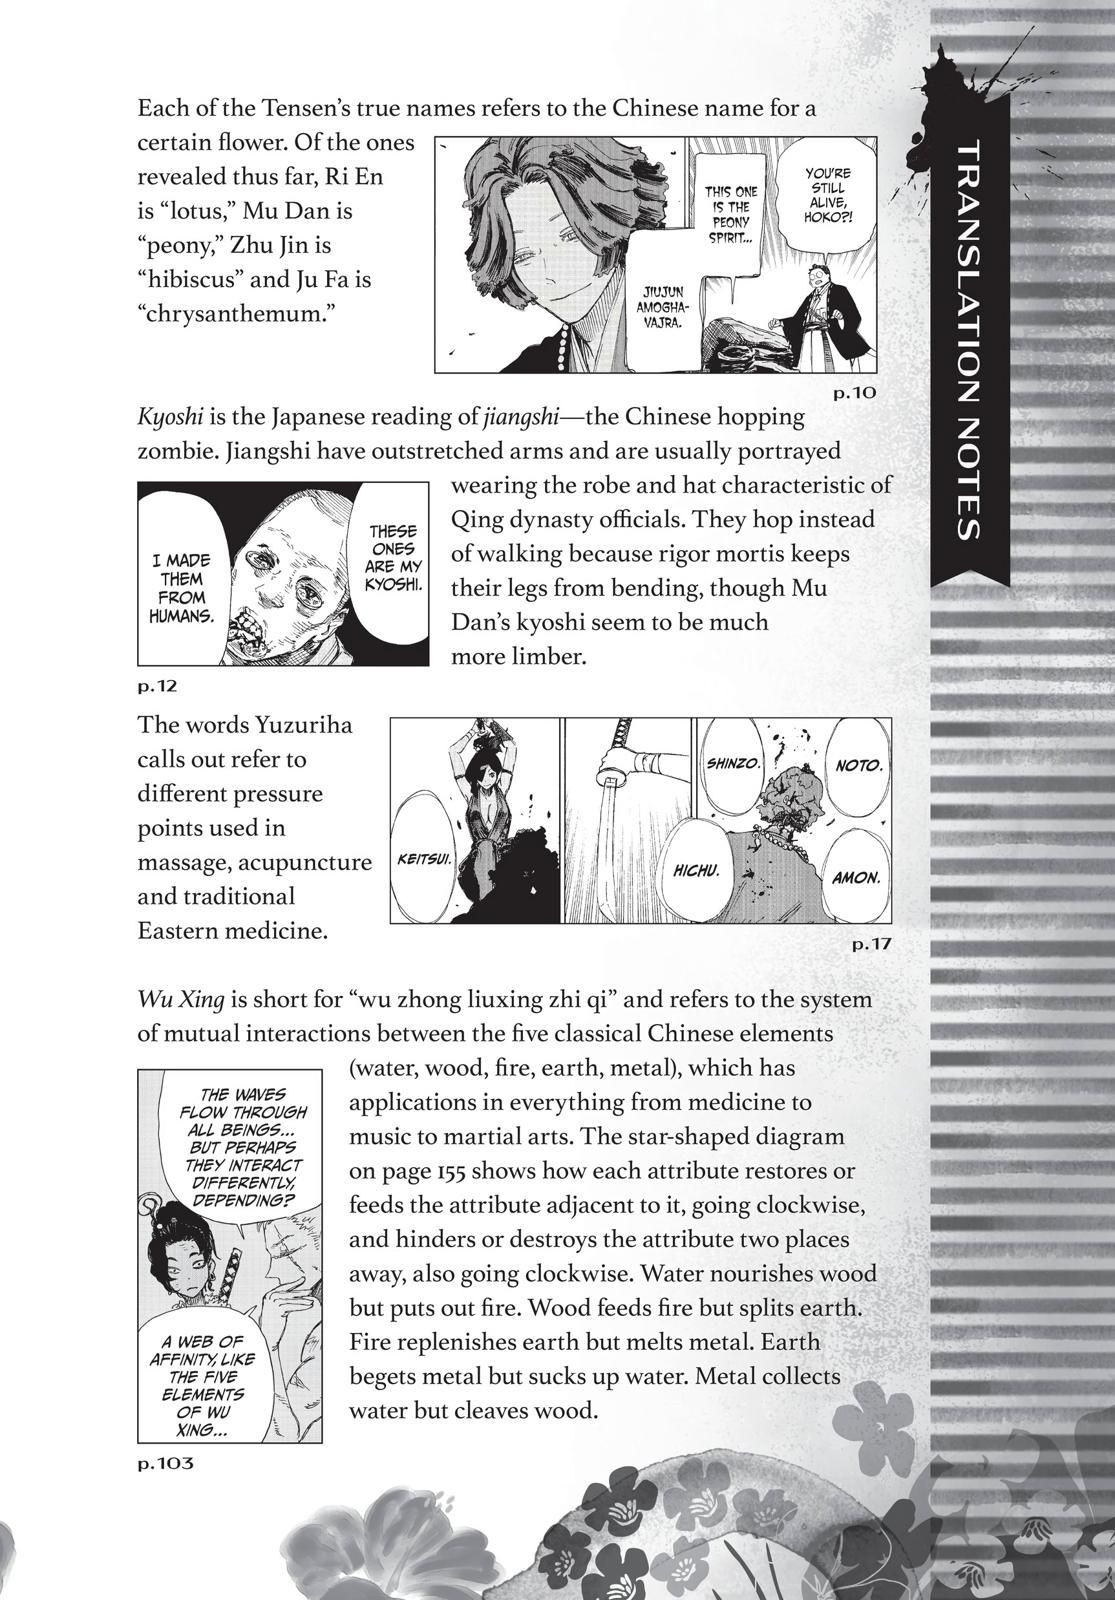 TRANSLATION NOTES
Each of the Tensen's true names refers to the Chinese name for a
certain flower. Of the ones
revealed thus far, Ri En
is “lotus,” Mu Dan is
“peony,” Zhu Jin is
“hibiscus” and Ju Fa is
“chrysanthemum.”
YOU'RE
STILL
ALIVE,
HOKO?!
THIS ONE
IS THE
PEONY
SPIRIT...
JIUJUN
AMOGHA-
VAJRA.
p.10
Kyoshi is the Japanese reading of jiangshi—the Chinese hopping
zombie. Jiangshi have outstretched arms and are usually portrayed
wearing the robe and hat characteristic of
Qing dynasty officials. They hop instead
of walking because rigor mortis keeps
their legs from bending, though Mu
Dan's kyoshi seem to be much
more limber.
THESE
ONES
ARE MY
KYOSHI.
I MADE
THEM
FROM
HUMANS.
p.12
The words Yuzuriha
calls out refer to
different pressure
points used in
massage, acupuncture
and traditional
Eastern medicine.
NOTO.
SHINZO.
AMON.
HICHU.
KEITSUI.
p.17
Wu Xing is short for “wu zhong liuxing zhi qi” and refers to the system
of mutual interactions between the five classical Chinese elements
(water, wood, fire, earth, metal), which has
applications in everything from medicine to
music to martial arts. The star-shaped diagram
on page 155 shows how each attribute restores or
feeds the attribute adjacent to it, going clockwise,
and hinders or destroys the attribute two places
away, also going clockwise. Water nourishes wood
but puts out fire. Wood feeds fire but splits earth.
Fire replenishes earth but melts metal. Earth
begets metal but sucks up water. Metal collects
water but cleaves wood.
THE WAVES
FLOW THROUGH
ALL BEINGS...
BUT PERHAPS
THEY INTERACT
DIFFERENTLY,
DEPENDING?
A WEB OF
AFFINITY, LIKE
THE FIVE
ELEMENTS
OF WU
XING...
p.103